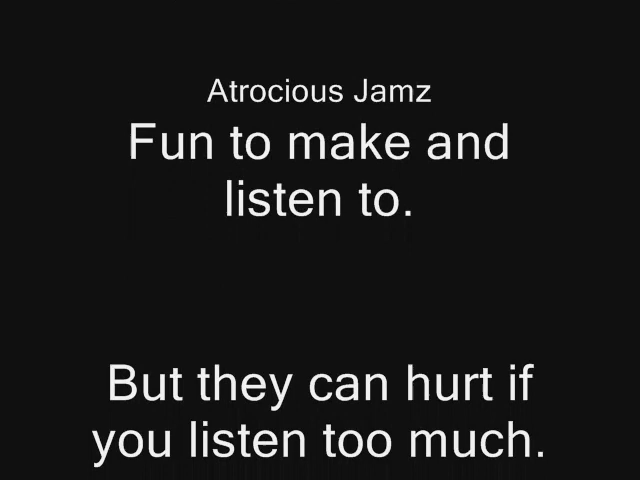 Atrocious Jamz
Fun to make and
listen to.
But they can hurt if
you listen too much.